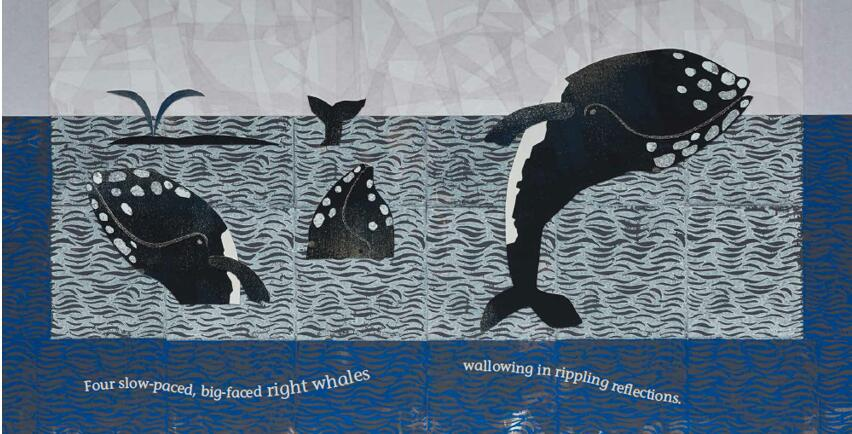 Four slow-paced, big-faced right whales
wallowing in rippling reflections.